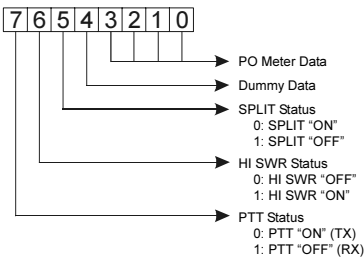 7 6 5 4 3 2 1 0
PO Meter Data
Dummy Data
SPLIT Status
0: SPLIT “ON”
1: SPLIT “OFF”
HI SWR Status
0: HI SWR “OFF”
1: HI SWR “ON”
PTT Status
0: PTT “ON” (TX)
1: PTT “OFF” (RX)